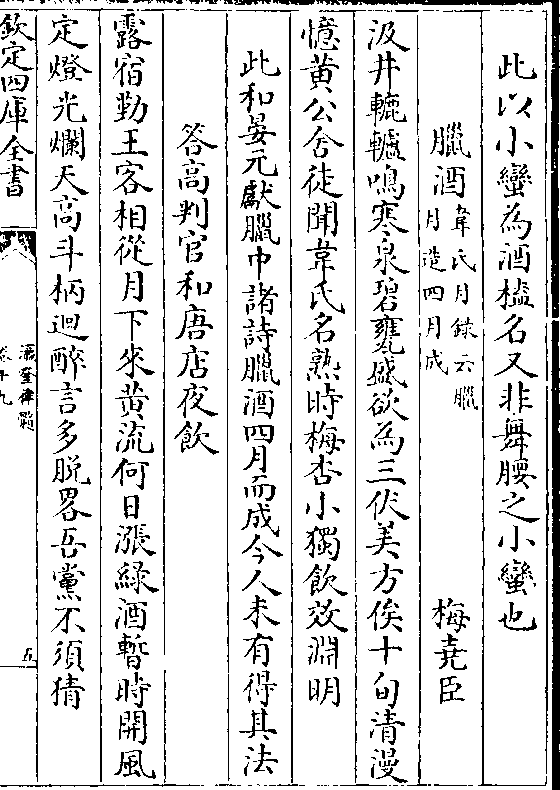 此以小蠻為酒榼名又非舞腰之小蠻也
臘酒 韋氏月錄云臘月造四月成 梅堯臣
汲井轆轤鳴寒泉碧甕盛欲為三伏美方俟十旬清漫
憶黃公舍徒聞韋氏名熟時梅杏小獨飲效淵明
此和晏元獻臘中諸詩臘酒四月而成今人未有得其法
答高判官和唐店夜飲
露宿勤王客相從月下來黃流何日漲綠酒暫時開風
定燈光爛天高斗柄迴醉言多脫畧吾黨不須猜
欽定四庫全書
瀛奎律髓
卷十九
五